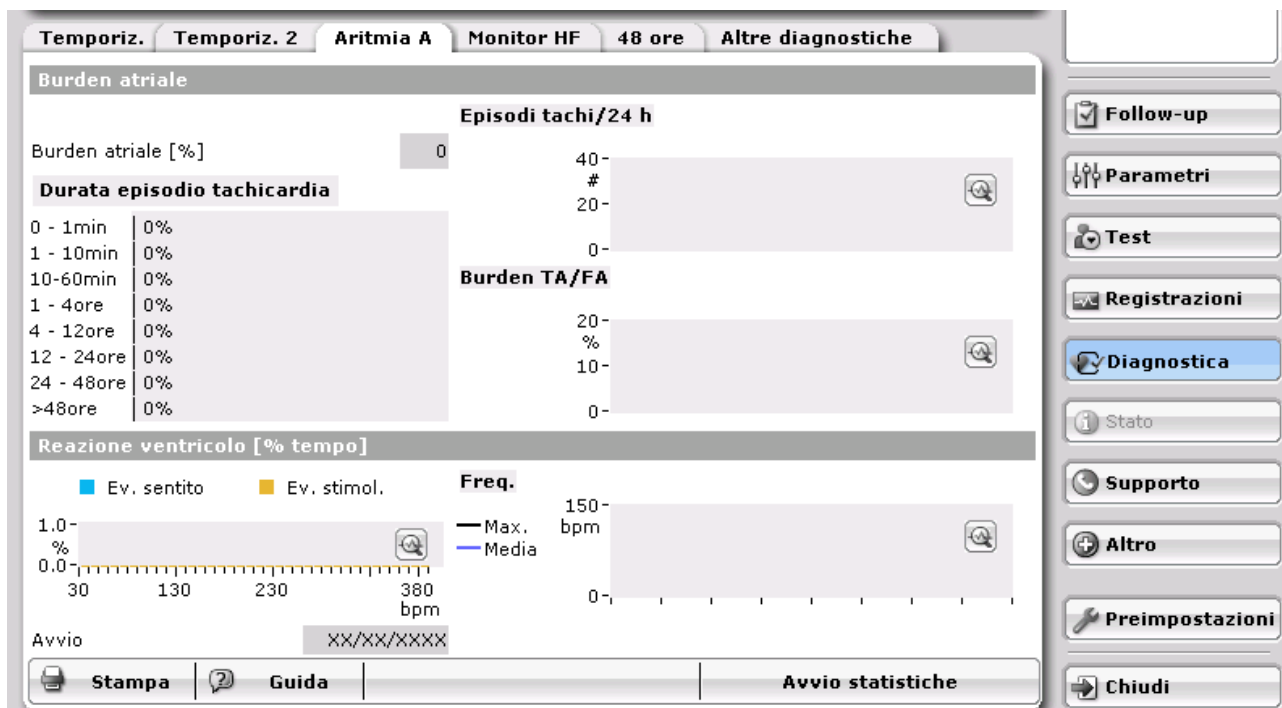 Temporiz. Temporiz. 2 Aritmia A Monitor HF 48 ore Altre diagnostiche
Burden atriale
Burden atriale [%] 0
Durata episodio tachicardia
0 - 1min 0%
1 - 10min 0%
10-60min 0%
1 - 4ore 0%
4 - 12ore 0%
12 - 24ore 0%
24 - 48ore 0%
>48ore 0%
Episodi tachi/24 h
40
#
20
0
Burden TA/FA
20
%
10
0
Reazione ventricolo [% tempo]
Ev. sentito Ev. stimol.
1.0
%
0.0
30 130 230 380
bpm
Freq.
Max.
Media
150
bpm
0
Avvio XX/XX/XXXX
Stampa Guida Avvio statistiche
Follow-up
Parametri
Test
Registrazioni
Diagnostica
Stato
Supporto
Altro
Preimpostazioni
Chiudi